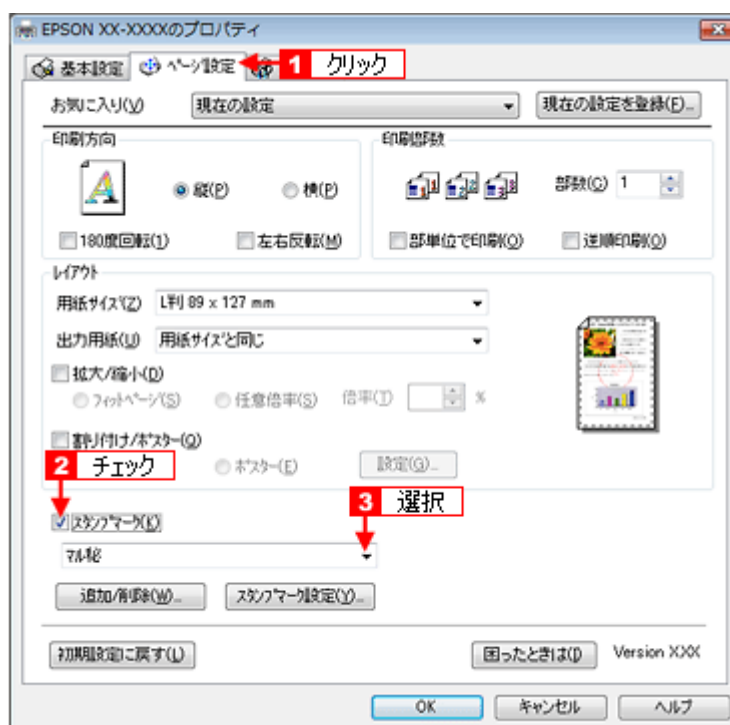 EPSON XX-XXXXのプロパティ
基本設定 ページ設定 1 クリック
お気に入り(V) 現在の設定 現在の設定を登録(F)...
印刷方向 印刷部数
縦(P) 横(P) 部数(C) 1
180度回転(1) 左右反転(M) 部単位で印刷(O) 逆順印刷(O)
レイアウト
用紙サイズ(Z) L判 89 x 127 mm
出力用紙(U) 用紙サイズと同じ
拡大/縮小(D)
フィットページ(S) 任意倍率(S) 倍率(T) %
割り付け/ポスター(Q)
2 チェック ポスター(E) 設定(G)...
3 選択
スタンプマーク(K)
マル秘
追加/削除(W)... スタンプマーク設定(Y)...
初期設定に戻す(L) 困ったときは(I) Version X.XX
OK キャンセル ヘルプ